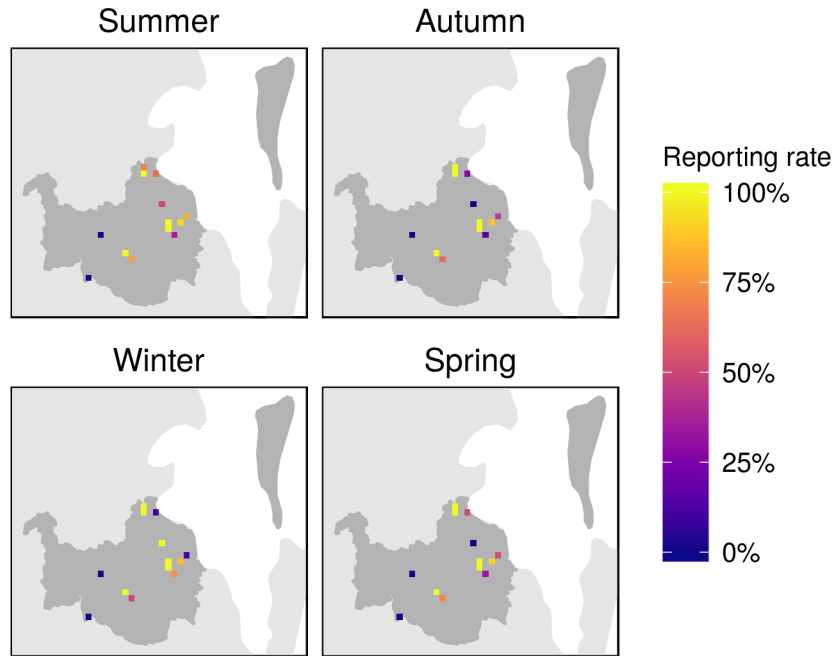 Summer
Autumn
Reporting rate
100%
75%
50%
25%
0%
Winter
Spring